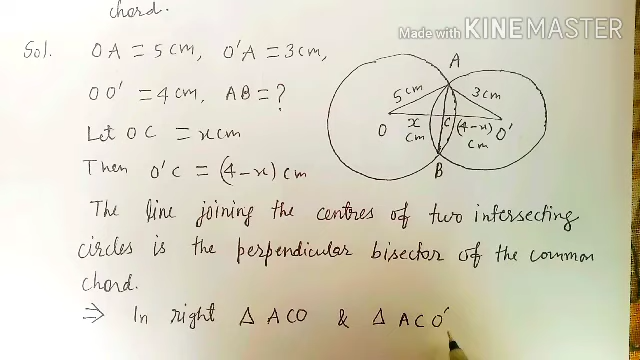 chord.
Made with KINEMASTER
Sol. OA = 5 cm, O'A = 3 cm,
OO' = 4 cm, AB = ?
Let OC = x cm
Then O'C = (4-x) cm
A
5cm
3cm
O
x
cm
C
(4-x)
cm
O'
B
The line joining the centres of two intersecting
circles is the perpendicular bisector of the common
chord.
⇒ In right Δ ACO & Δ ACO'